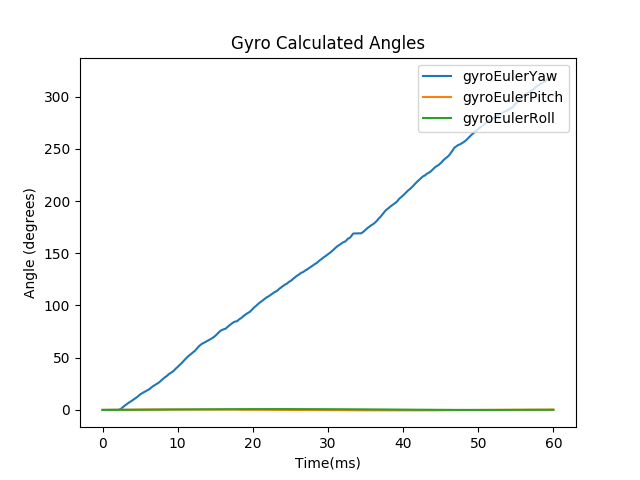 Gyro Calculated Angles
gyroEulerYaw
gyroEulerPitch
gyroEulerRoll
Angle (degrees)
300
250
200
150
100
50
0
0 10 20 30 40 50 60
Time(ms)